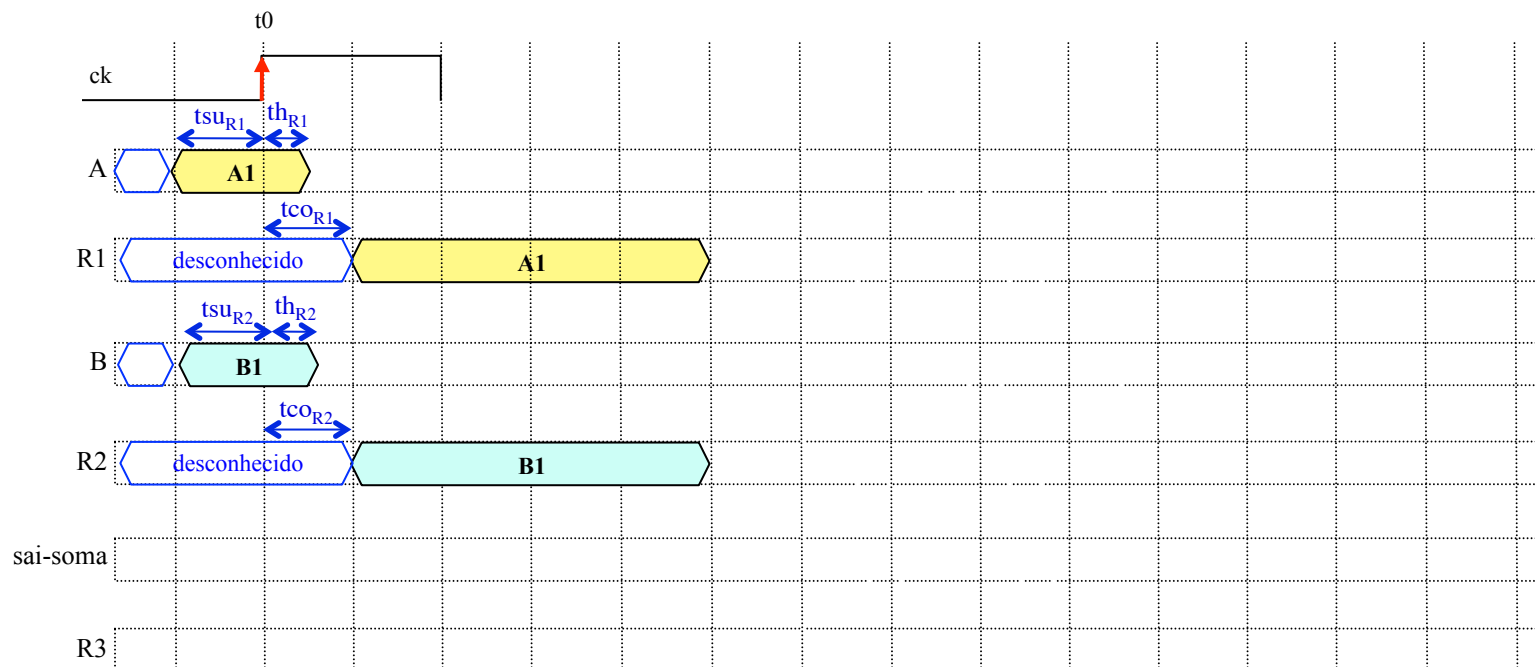 t0
ck
tsuR1 thR1
A A1
tcoR1
R1 desconhecido A1
tsuR2 thR2
B B1
tcoR2
R2 desconhecido B1
sai-soma
R3